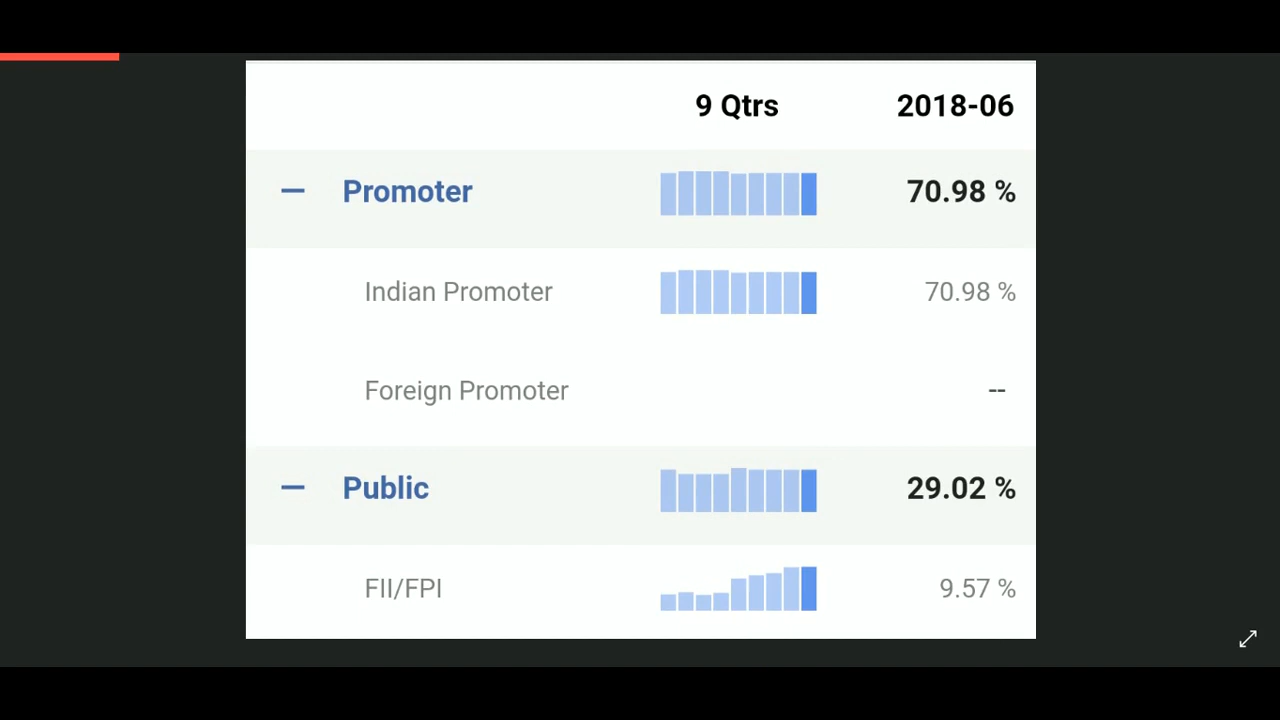 9 Qtrs 2018-06
Promoter 70.98 %
Indian Promoter 70.98 %
Foreign Promoter --
Public 29.02 %
FII/FPI 9.57 %